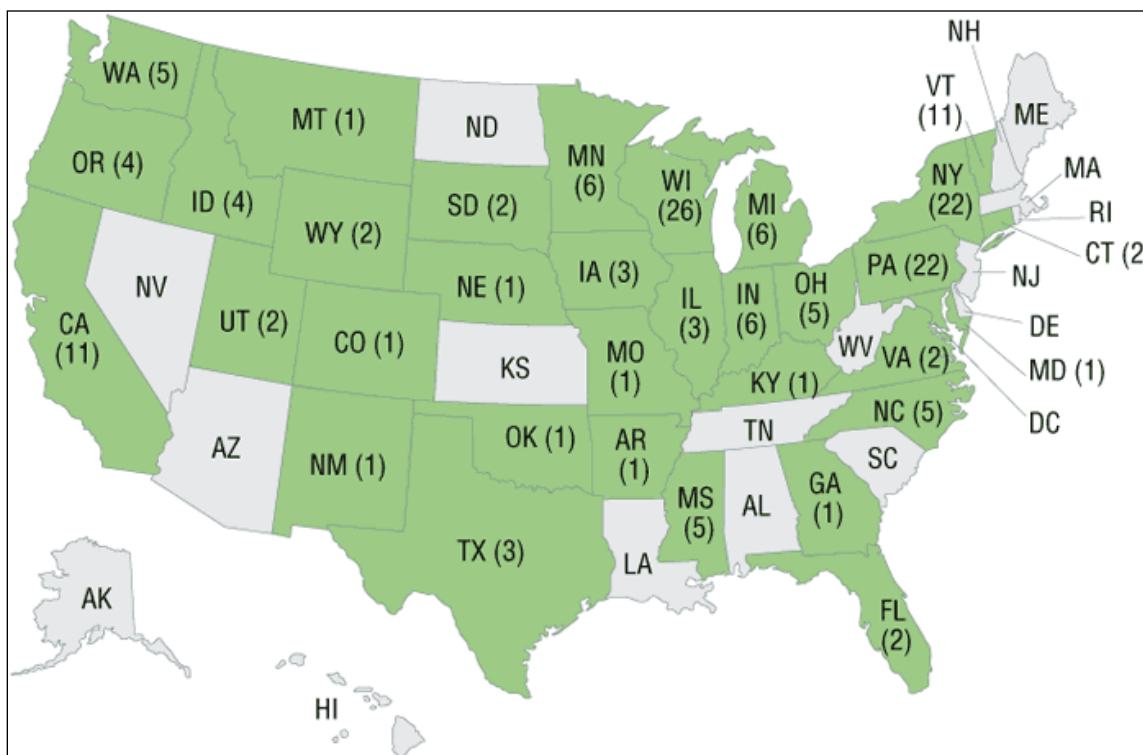 NH
WA (5)
VT
(11)
ME
MT (1)
ND
OR (4)
MN
(6)
MA
NY
(22)
WI
(26)
MI
(6)
ID (4)
SD (2)
RI
WY (2)
CT (2
PA (22)
IA (3)
NJ
NV
NE (1)
OH
(5)
IL
(3)
IN
(6)
CA
(11)
UT (2)
DE
CO (1)
WV
VA (2)
MO
(1)
KS
MD (1)
KY (1)
NC (5)
DC
TN
OK (1)
AR
(1)
AZ
NM (1)
SC
GA
(1)
MS
(5)
AL
TX (3)
LA
AK
FL
(2)
HI